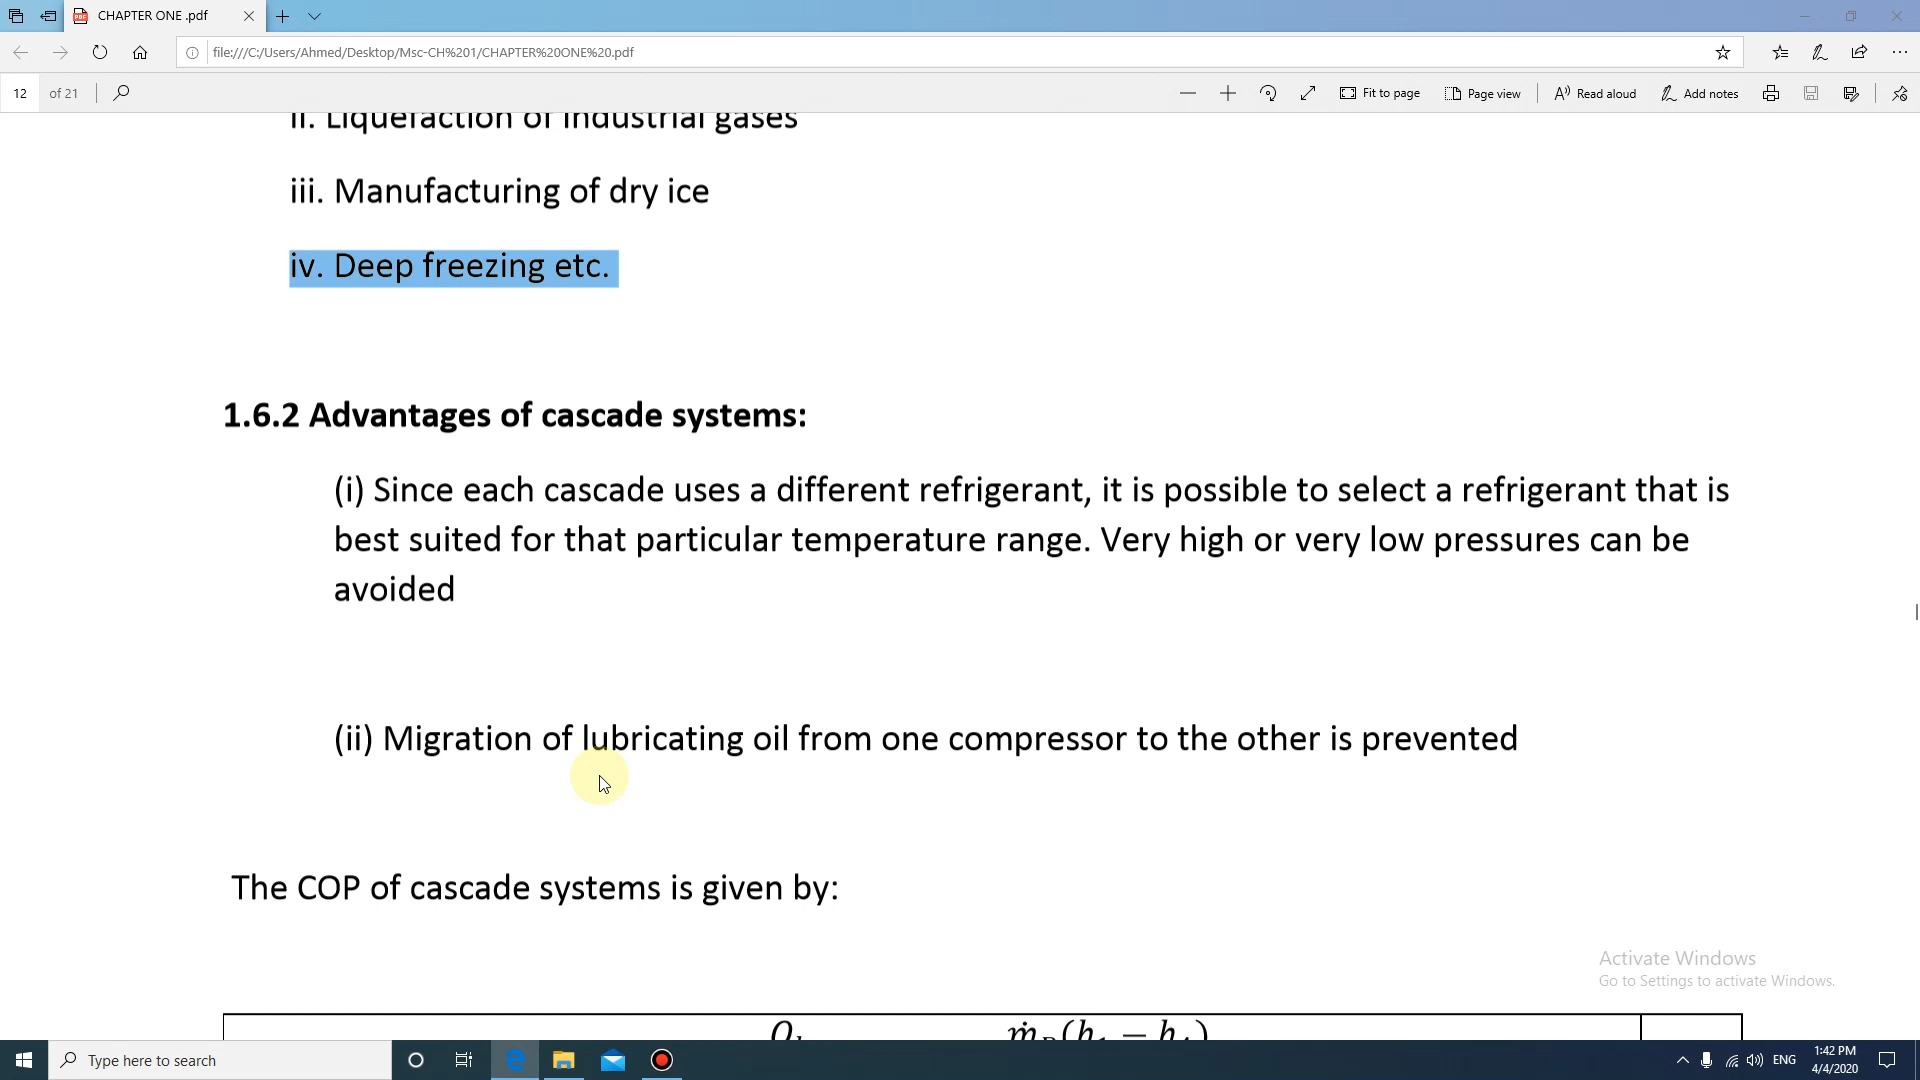 CHAPTER ONE .pdf
file:///C:/Users/Ahmed/Desktop/Msc-CH%201/CHAPTER%20ONE%20.pdf
12 of 21 Fit to page Page view Read aloud Add notes
ii. Liquefaction of industrial gases
iii. Manufacturing of dry ice
iv. Deep freezing etc.
1.6.2 Advantages of cascade systems:
(i) Since each cascade uses a different refrigerant, it is possible to select a refrigerant that is
best suited for that particular temperature range. Very high or very low pressures can be
avoided
(ii) Migration of lubricating oil from one compressor to the other is prevented
The COP of cascade systems is given by:
Activate Windows
Go to Settings to activate Windows.
Type here to search
ENG
1:42 PM
4/4/2020